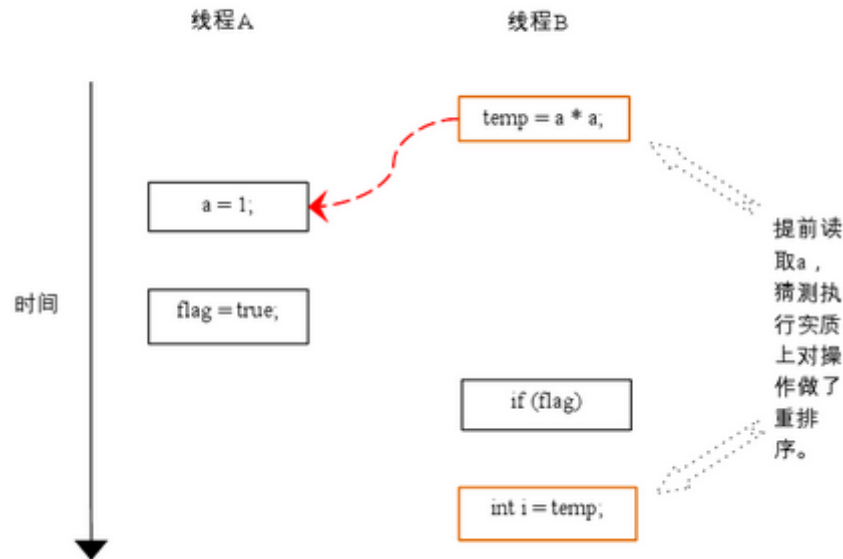 线程A
线程B
temp = a * a;
a = 1;
时间
flag = true;
if (flag)
int i = temp;
提前读
取a，
猜测执
行实质
上对操
作做了
重排
序。